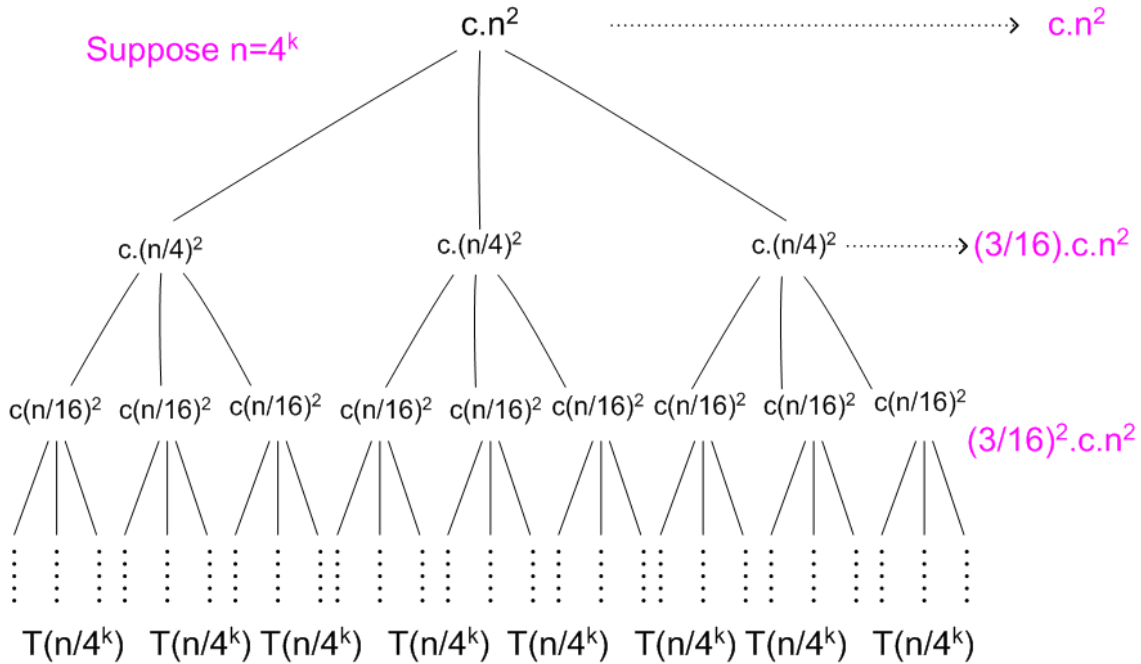 c.n² c.n²
Suppose n=4ᵏ
c.(n/4)² c.(n/4)² c.(n/4)² (3/16).c.n²
c(n/16)² c(n/16)² c(n/16)² c(n/16)² c(n/16)² c(n/16)² c(n/16)² c(n/16)² c(n/16)²
(3/16)².c.n²
T(n/4ᵏ) T(n/4ᵏ) T(n/4ᵏ) T(n/4ᵏ) T(n/4ᵏ) T(n/4ᵏ) T(n/4ᵏ) T(n/4ᵏ)